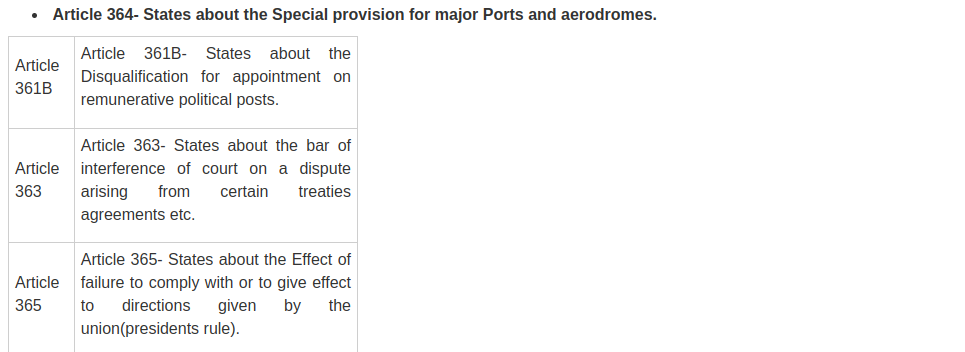 Article 364- States about the Special provision for major Ports and aerodromes.
Article
361B
Article 361B- States about the
Disqualification for appointment on
remunerative political posts.
Article
363
Article 363- States about the bar of
interference of court on a dispute
arising from certain treaties
agreements etc.
Article
365
Article 365- States about the Effect of
failure to comply with or to give effect
to directions given by the
union(presidents rule).